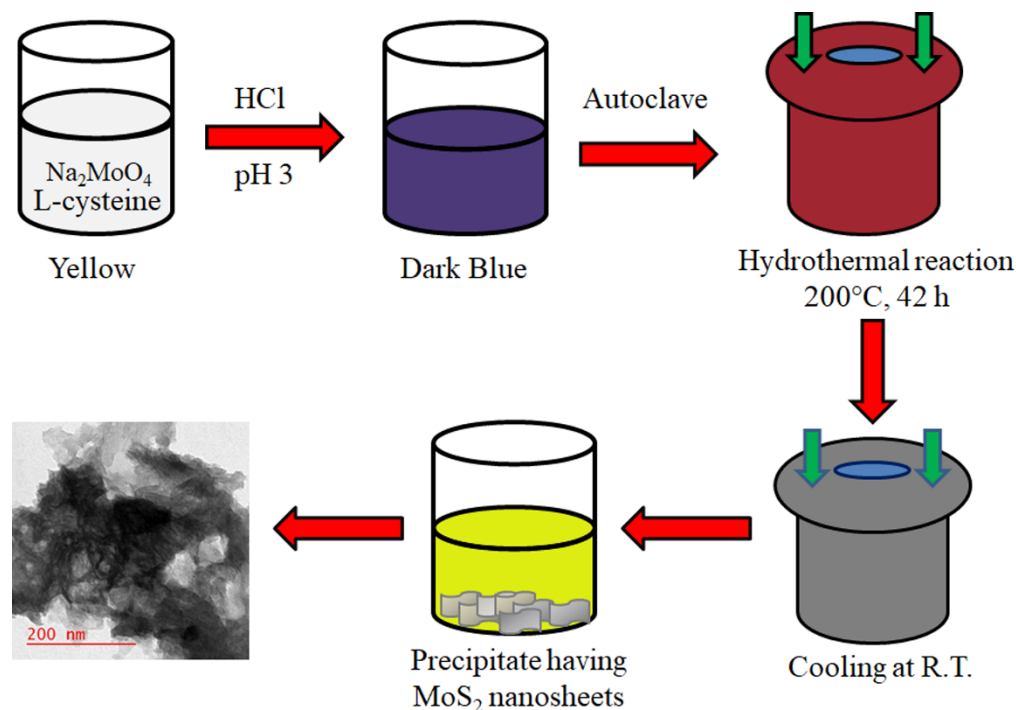 Na₂MoO₄
L-cysteine
Yellow
HCl
pH 3
Dark Blue
Autoclave
Hydrothermal reaction
200°C, 42 h
200 nm
Precipitate having
MoS₂ nanosheets
Cooling at R.T.